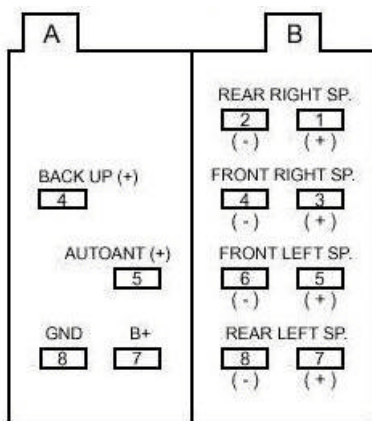 A
B
REAR RIGHT SP.
2 1
(-) (+)
BACK UP (+)
4
FRONT RIGHT SP.
4 3
(-) (+)
AUTOANT (+)
5
FRONT LEFT SP.
6 5
(-) (+)
GND B+
8 7
REAR LEFT SP.
8 7
(-) (+)